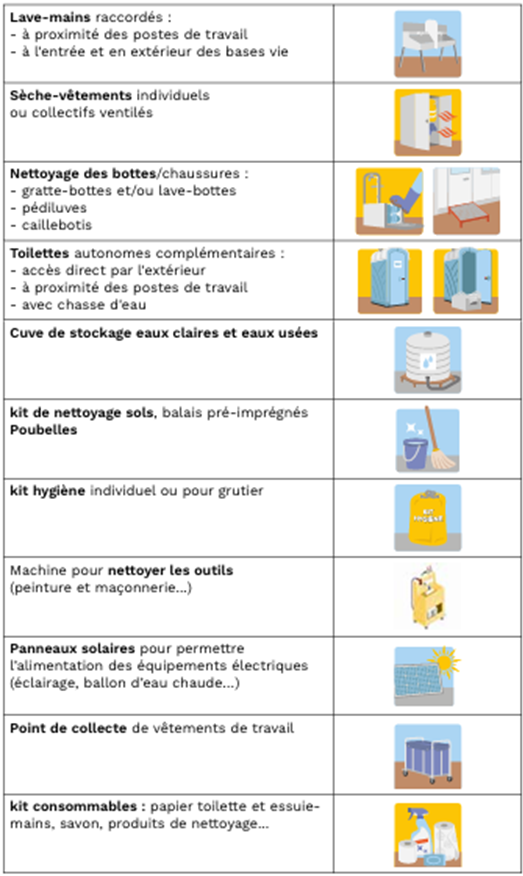 Lave-mains raccordés :
- à proximité des postes de travail
- à l'entrée et en extérieur des bases vie
Sèche-vêtements individuels
ou collectifs ventilés
Nettoyage des bottes/chaussures :
- gratte-bottes et/ou lave-bottes
- pédiluves
- caillebotis
Toilettes autonomes complémentaires :
- accès direct par l'extérieur
- à proximité des postes de travail
- avec chasse d'eau
Cuve de stockage eaux claires et eaux usées
kit de nettoyage sols, balais pré-imprégnés
Poubelles
kit hygiène individuel ou pour grutier
KIT
HYGIÈNE
Machine pour nettoyer les outils
(peinture et maçonnerie...)
Panneaux solaires pour permettre
l'alimentation des équipements électriques
(éclairage, ballon d'eau chaude...)
Point de collecte de vêtements de travail
kit consommables : papier toilette et essuie-
mains, savon, produits de nettoyage...